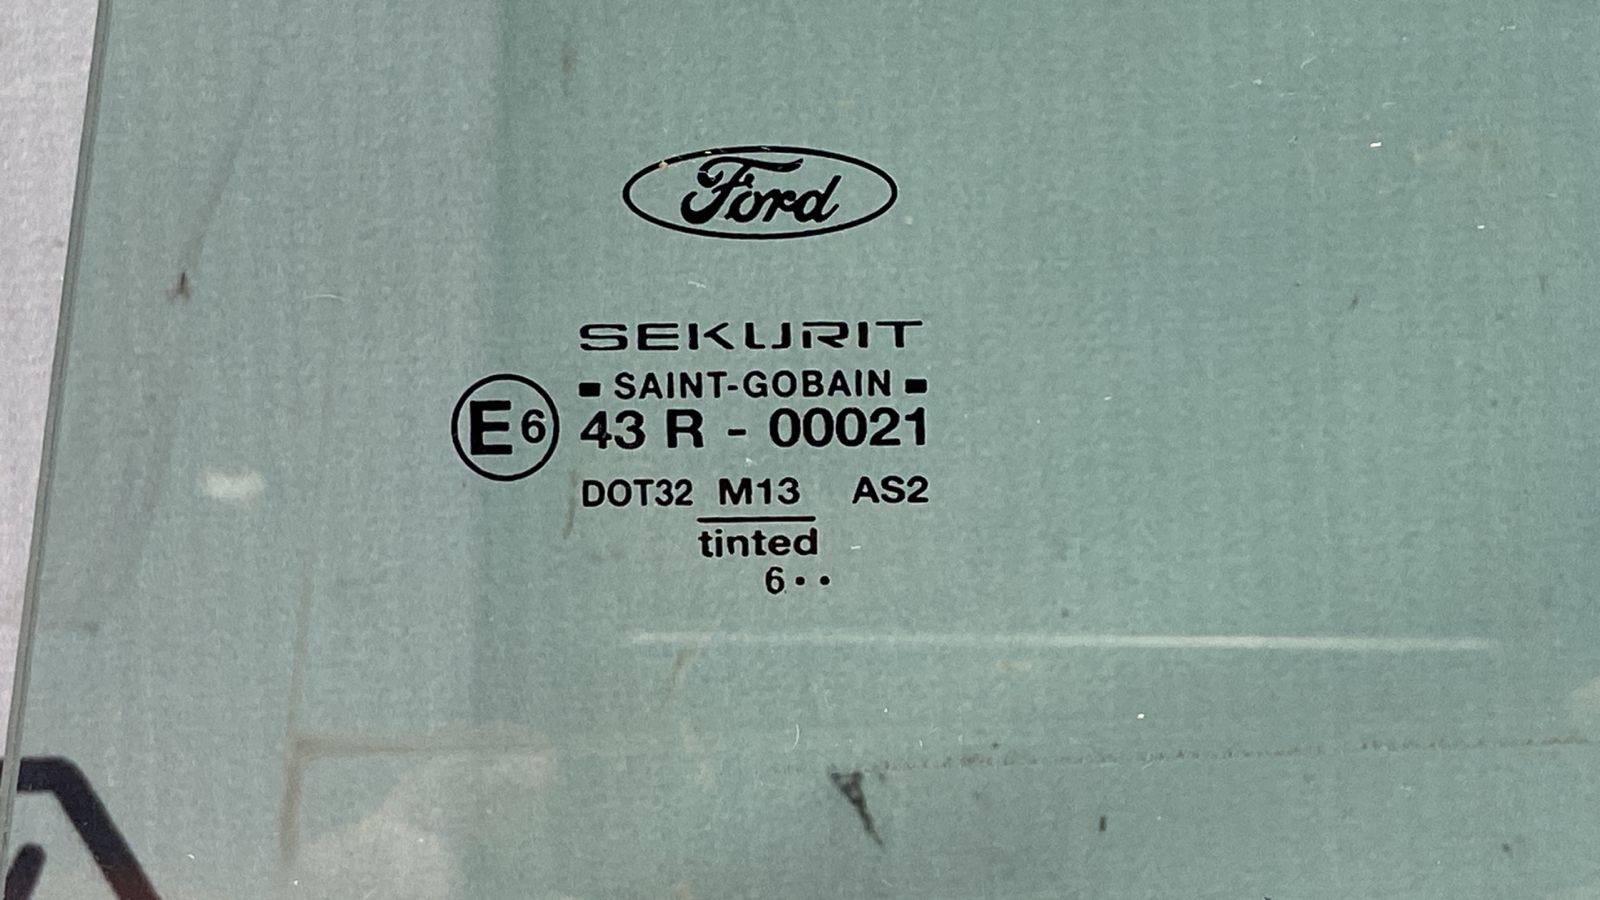 Ford
SEKURIT
SAINT-GOBAIN
E6 43 R - 00021
DOT32 M13 AS2
tinted
6··